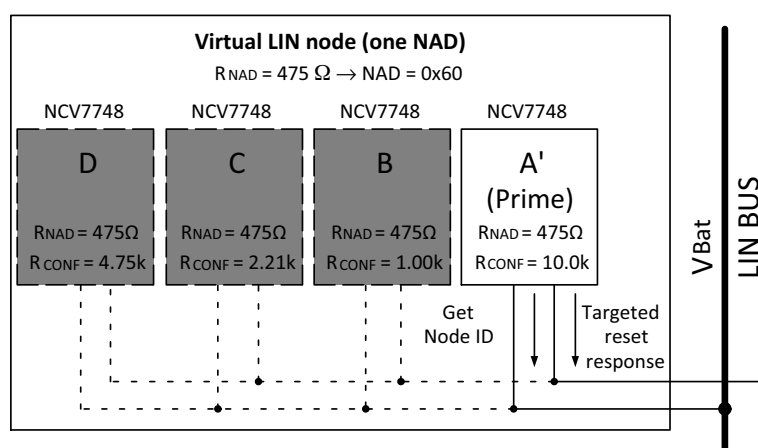 Virtual LIN node (one NAD)
RNAD = 475 Ω → NAD = 0x60
NCV7748 NCV7748 NCV7748 NCV7748
D
RNAD = 475Ω
RCONF = 4.75k
C
RNAD = 475Ω
RCONF = 2.21k
B
RNAD = 475Ω
RCONF = 1.00k
A'
(Prime)
RNAD = 475Ω
RCONF = 10.0k
Get
Node ID
Targeted
reset
response
VBat
LIN BUS